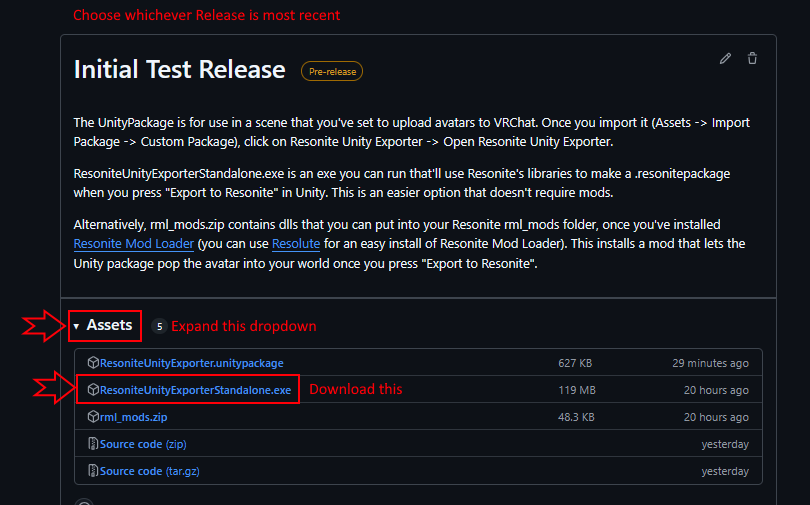 Choose whichever Release is most recent
Initial Test Release Pre-release
The UnityPackage is for use in a scene that you've set to upload avatars to VRChat. Once you import it (Assets -> Import
Package -> Custom Package), click on Resonite Unity Exporter -> Open Resonite Unity Exporter.
ResoniteUnityExporterStandalone.exe is an exe you can run that'll use Resonite's libraries to make a .resonitepackage
when you press "Export to Resonite" in Unity. This is an easier option that doesn't require mods.
Alternatively, rml_mods.zip contains dlls that you can put into your Resonite rml_mods folder, once you've installed
Resonite Mod Loader (you can use Resolute for an easy install of Resonite Mod Loader). This installs a mod that lets the
Unity package pop the avatar into your world once you press "Export to Resonite".
Assets 5 Expand this dropdown
ResoniteUnityExporter.unitypackage 627 KB 29 minutes ago
ResoniteUnityExporterStandalone.exe Download this 119 MB 20 hours ago
rml_mods.zip 48.3 KB 20 hours ago
Source code (zip) yesterday
Source code (tar.gz) yesterday